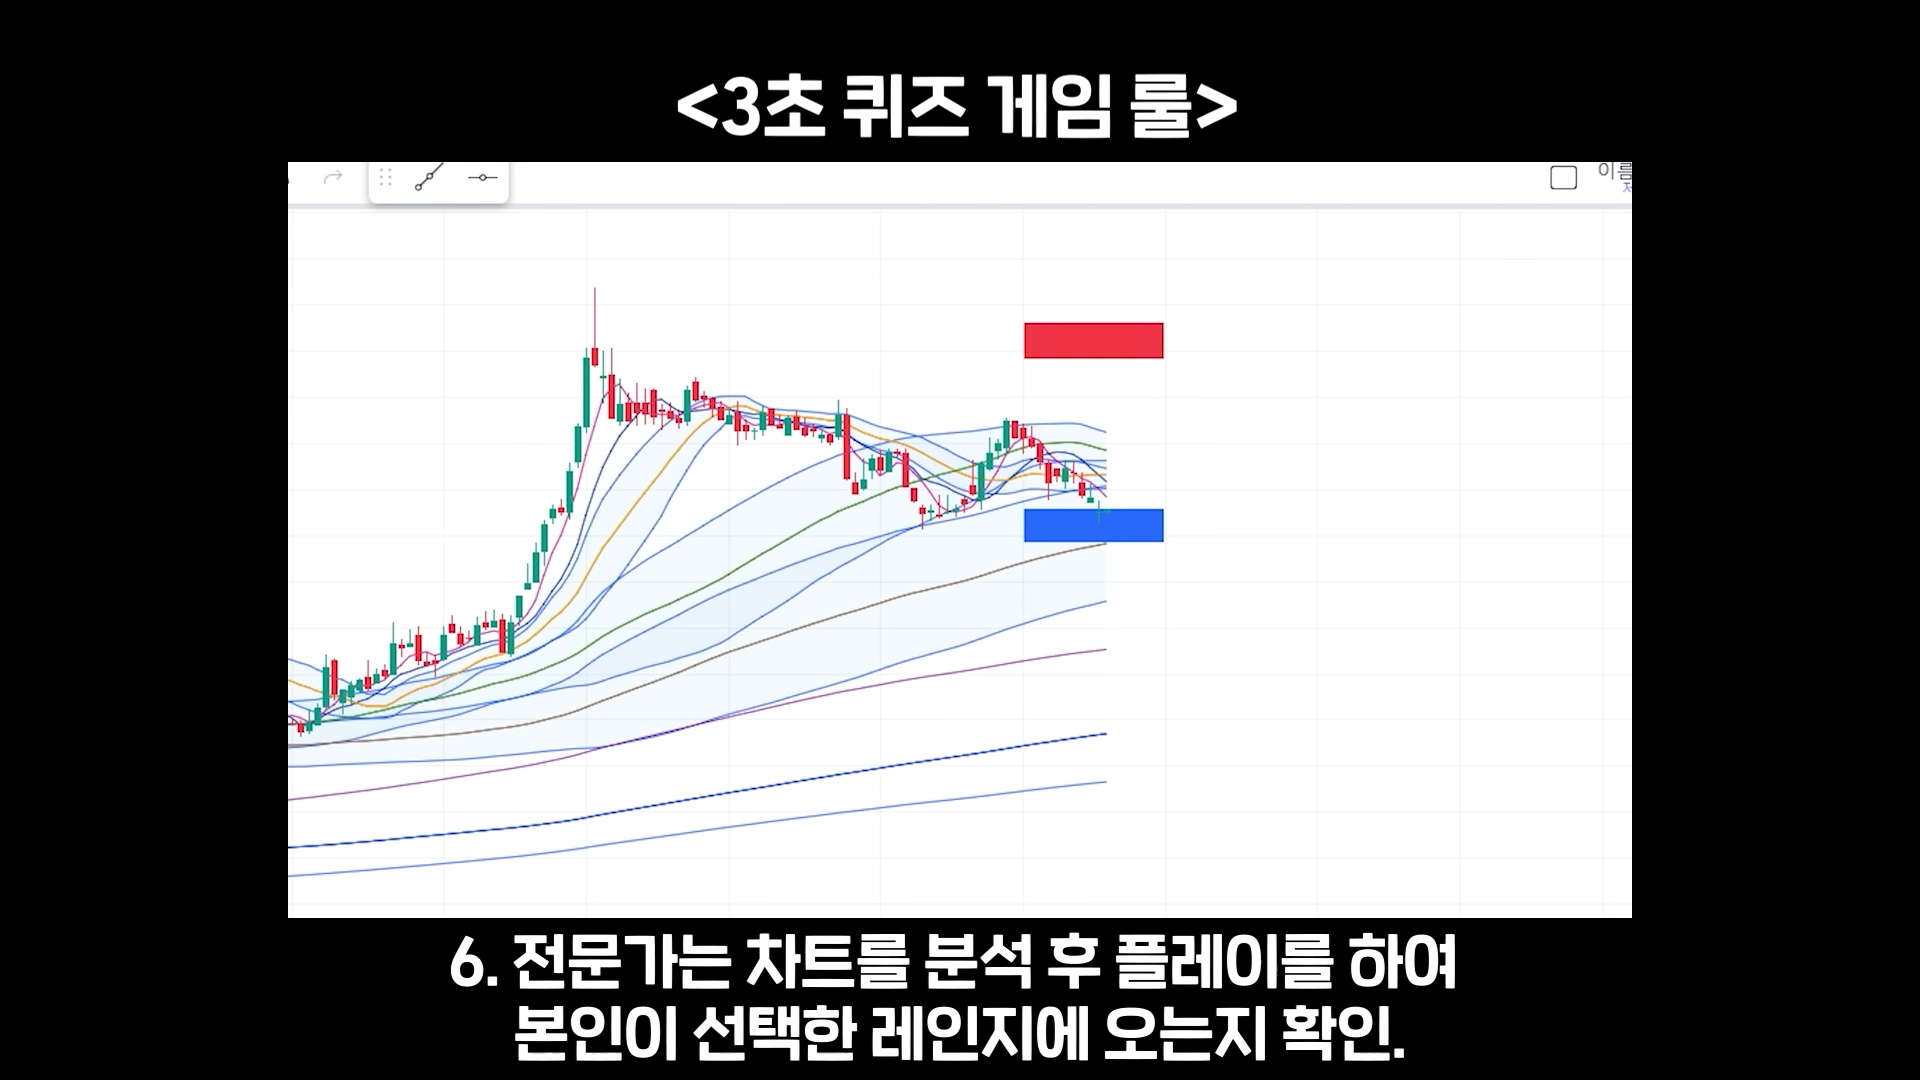 <3초 퀴즈 게임 룰>
이름
6. 전문가는 차트를 분석 후 플레이를 하여
본인이 선택한 레인지에 오는지 확인.